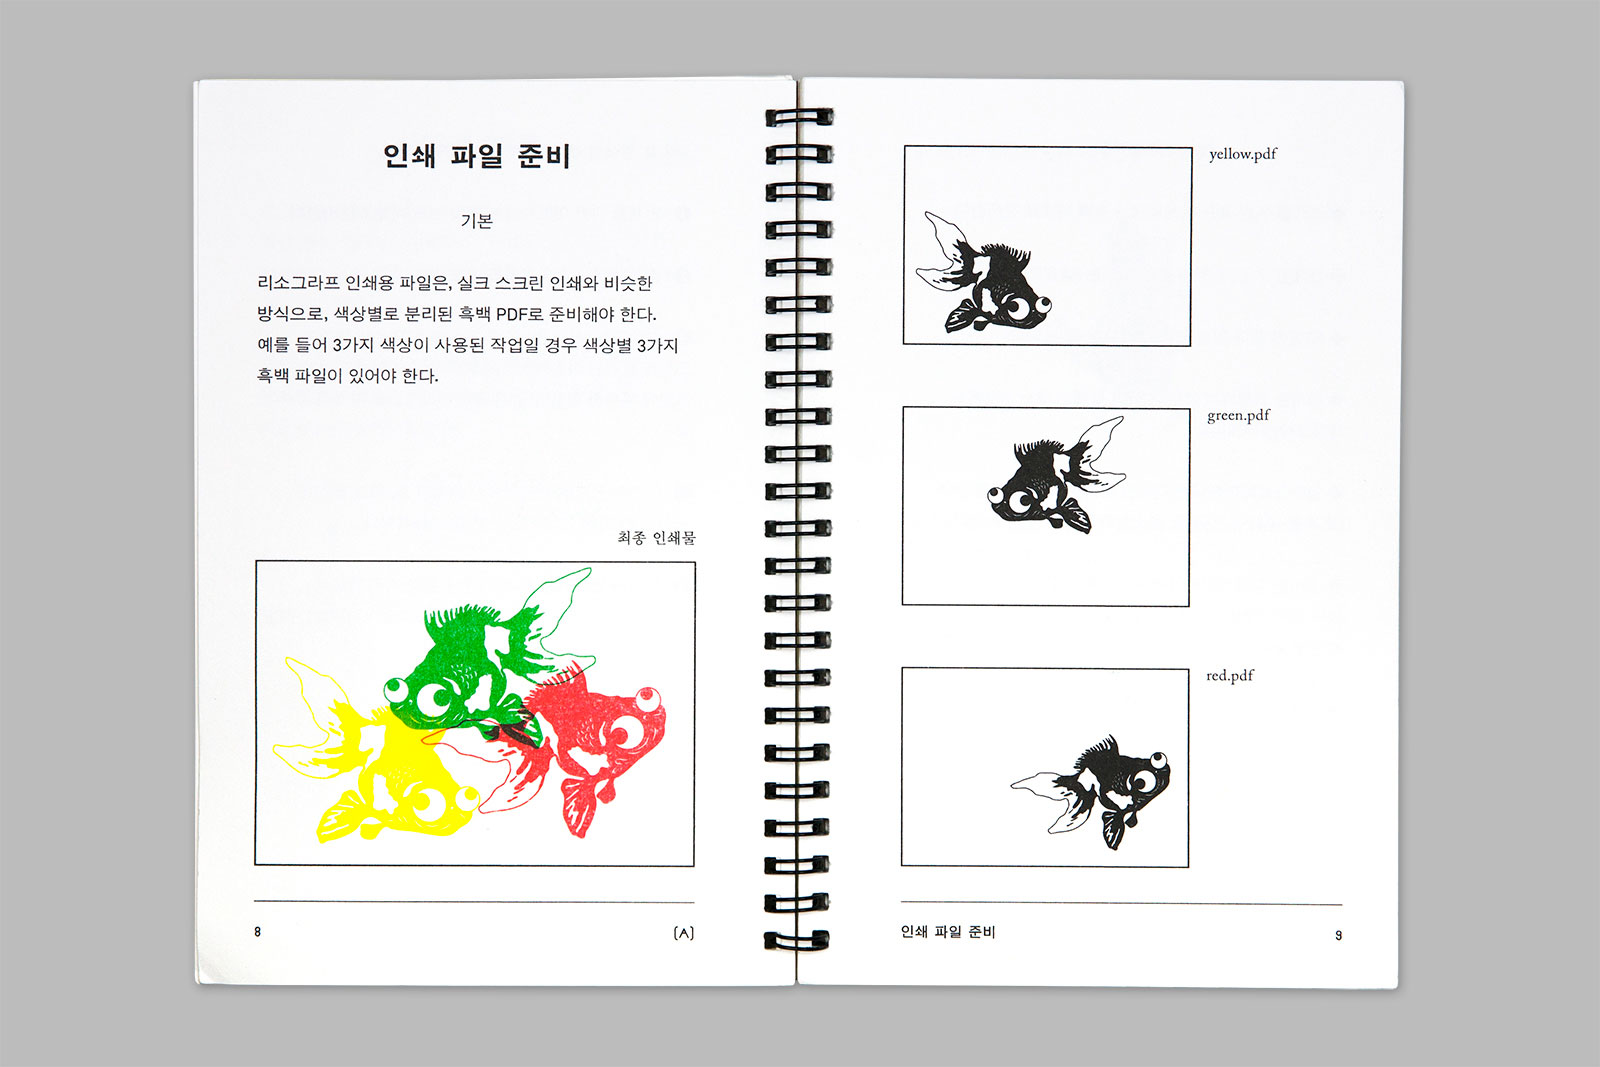 인쇄 파일 준비
기본
리소그라프 인쇄용 파일은, 실크 스크린 인쇄와 비슷한
방식으로, 색상별로 분리된 흑백 PDF로 준비해야 한다.
예를 들어 3가지 색상이 사용된 작업일 경우 색상별 3가지
흑백 파일이 있어야 한다.
최종 인쇄물
8
(A)
yellow.pdf
green.pdf
red.pdf
인쇄 파일 준비
9